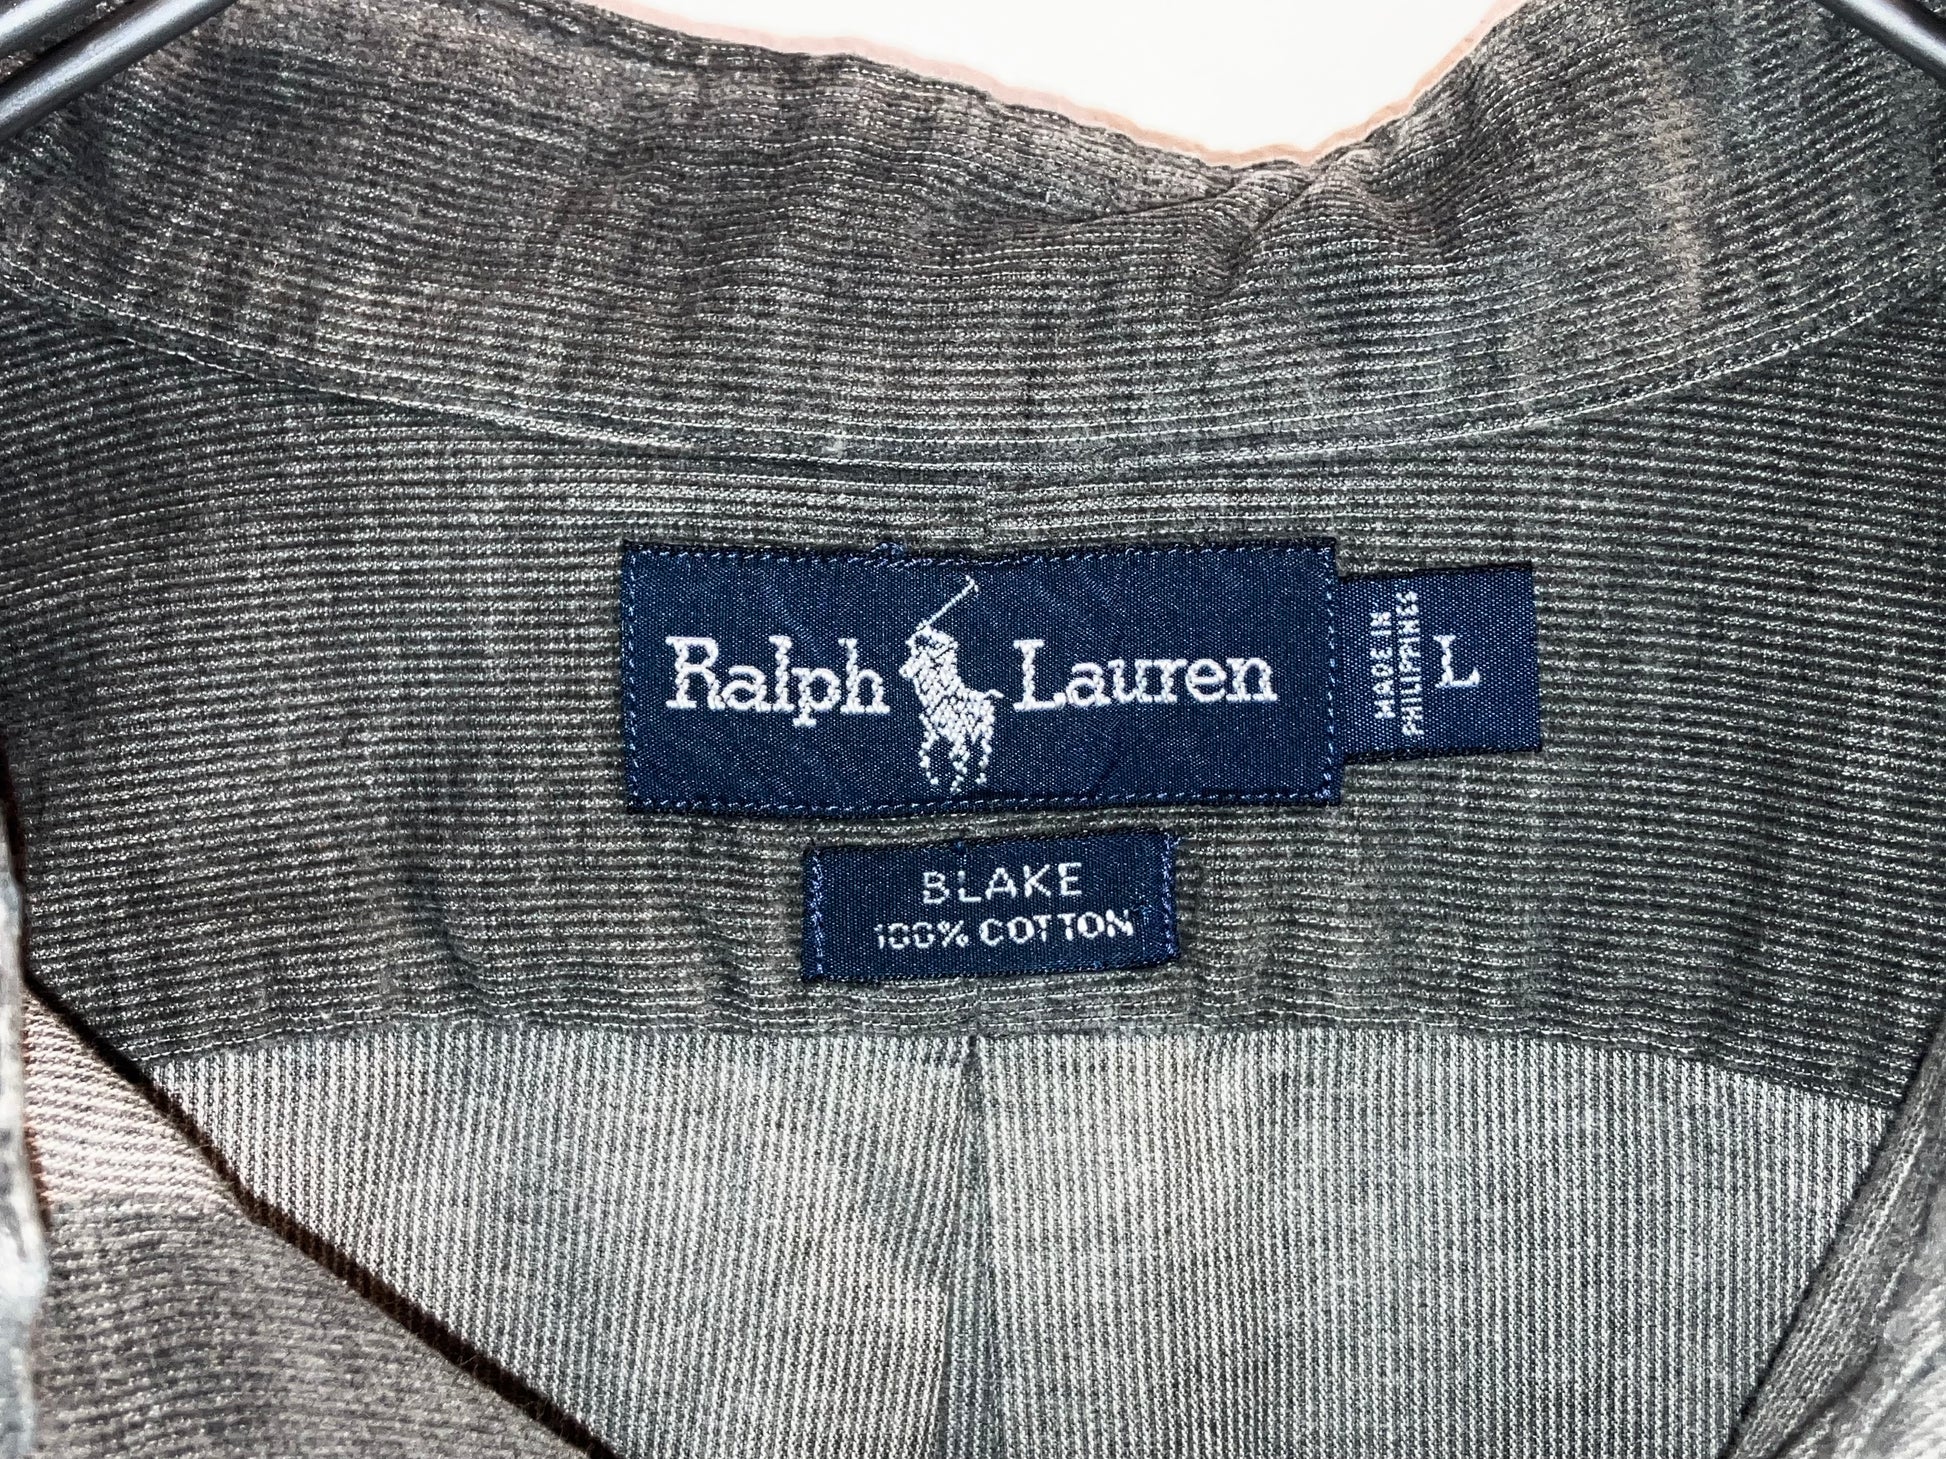 Ralph Lauren
MADE IN
PHILIPPINES
L
BLAKE
100% COTTON